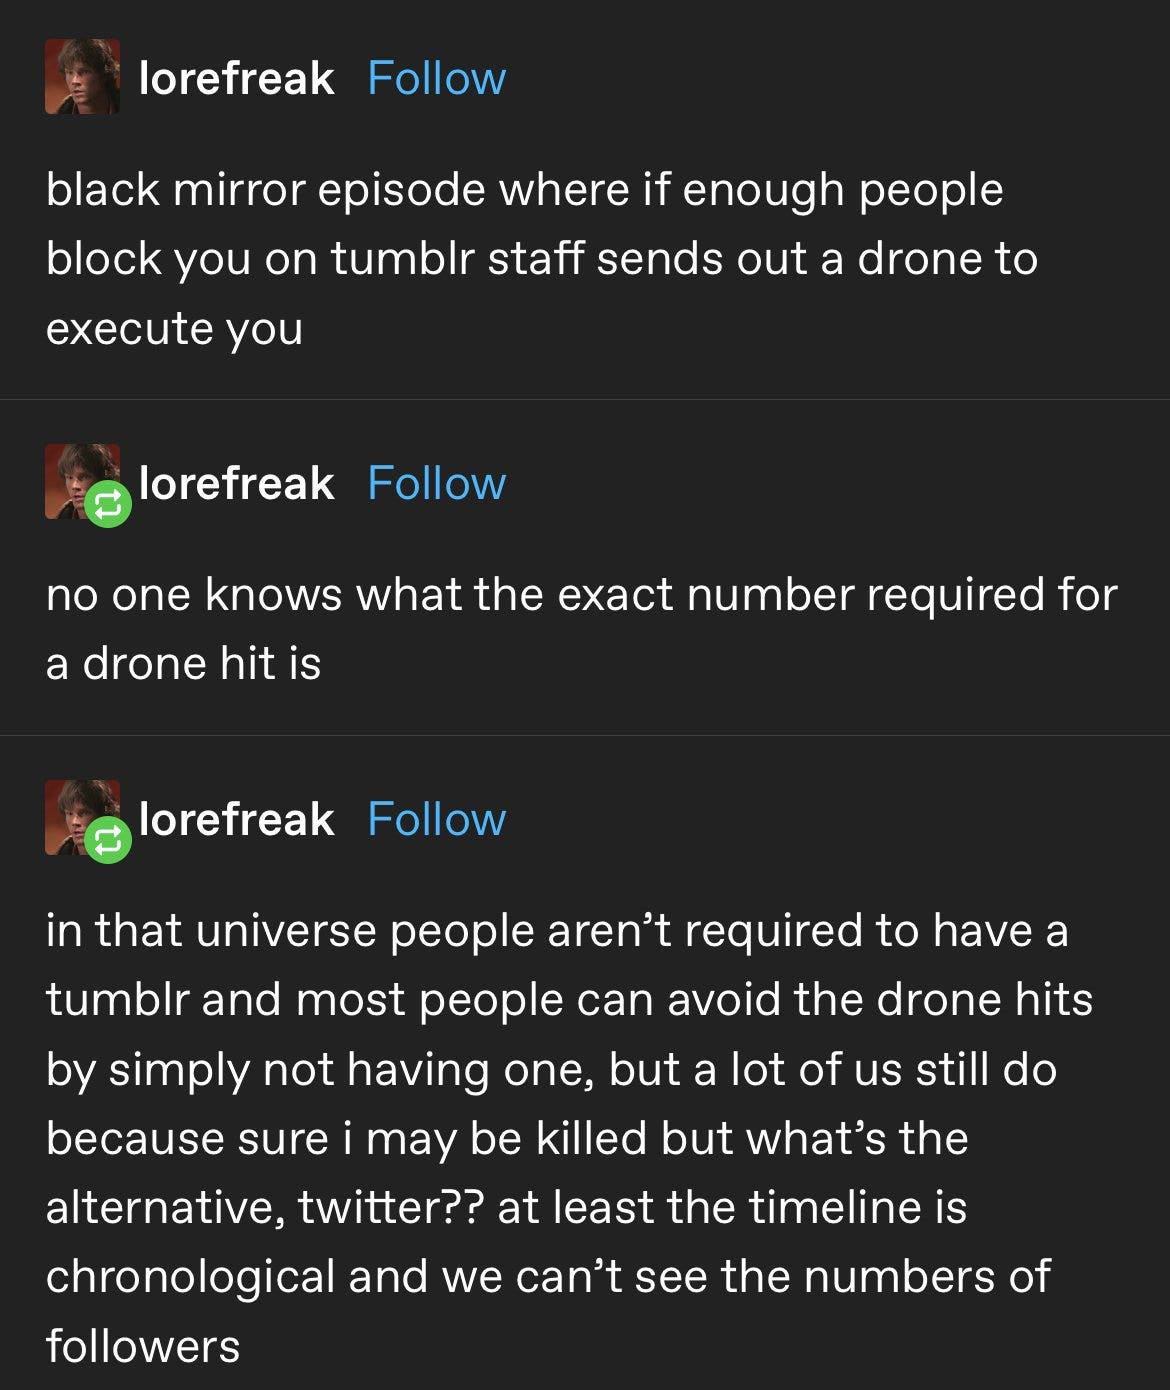 lorefreak Follow
black mirror episode where if enough people
block you on tumblr staff sends out a drone to
execute you
lorefreak Follow
no one knows what the exact number required for
a drone hit is
lorefreak Follow
in that universe people aren’t required to have a
tumblr and most people can avoid the drone hits
by simply not having one, but a lot of us still do
because sure i may be killed but what’s the
alternative, twitter?? at least the timeline is
chronological and we can’t see the numbers of
followers